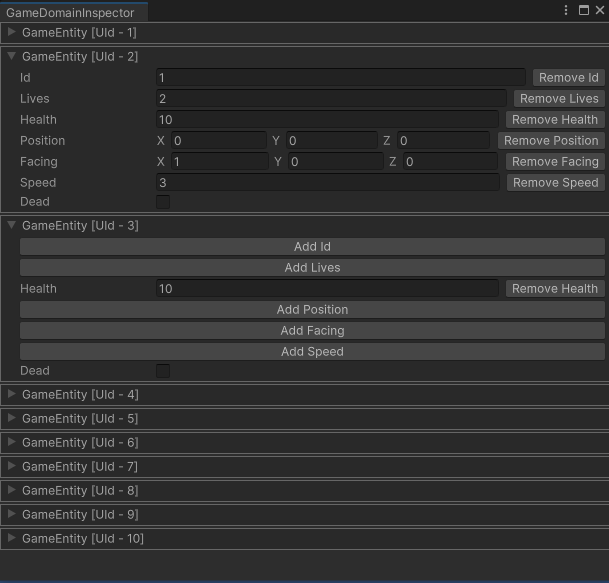 GameDomainInspector
GameEntity [UId - 1]
GameEntity [UId - 2]
Id 1 Remove Id
Lives 2 Remove Lives
Health 10 Remove Health
Position X 0 Y 0 Z 0 Remove Position
Facing X 1 Y 0 Z 0 Remove Facing
Speed 3 Remove Speed
Dead
GameEntity [UId - 3]
Add Id
Add Lives
Health 10 Remove Health
Add Position
Add Facing
Add Speed
Dead
GameEntity [UId - 4]
GameEntity [UId - 5]
GameEntity [UId - 6]
GameEntity [UId - 7]
GameEntity [UId - 8]
GameEntity [UId - 9]
GameEntity [UId - 10]